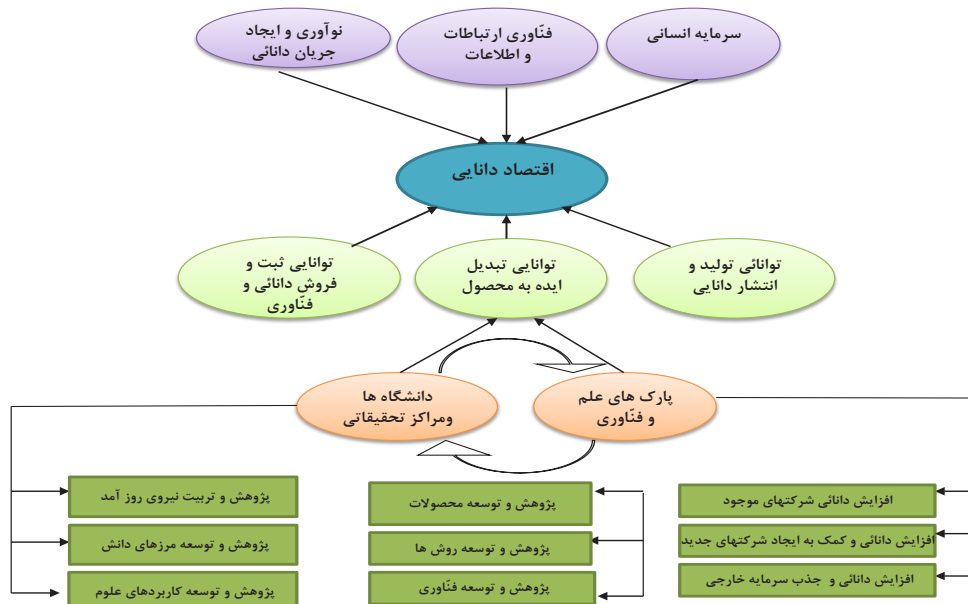 سرمایه انسانی
فنّاوری ارتباطات
و اطلاعات
نوآوری و ایجاد
جریان دانائی
اقتصاد دانایی
توانائی تولید و
انتشار دانایی
توانایی تبدیل
ایده به محصول
توانایی ثبت و
فروش دانائی و
فنّاوری
پارک های علم
و فنّاوری
دانشگاه ها
ومراکز تحقیقاتی
افزایش دانائی شرکتهای موجود
افزایش دانائی و کمک به ایجاد شرکتهای جدید
افزایش دانائی و جذب سرمایه خارجی
پژوهش و توسعه محصولات
پژوهش و توسعه روش ها
پژوهش و توسعه فنّاوری
پژوهش و تربیت نیروی روز آمد
پژوهش و توسعه مرزهای دانش
پژوهش و توسعه کاربردهای علوم